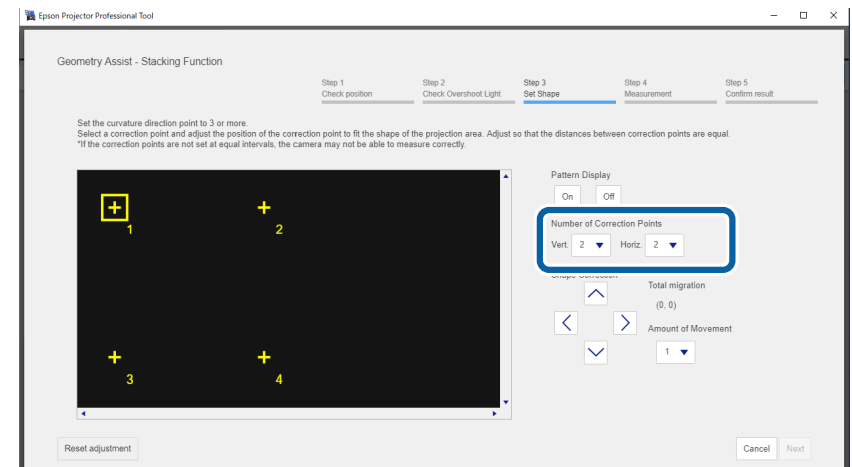 Epson Projector Professional Tool
Geometry Assist - Stacking Function
Step 1
Check position
Step 2
Check Overshoot Light
Step 3
Set Shape
Step 4
Measurement
Step 5
Confirm result
Set the curvature direction point to 3 or more.
Select a correction point and adjust the position of the correction point to fit the shape of the projection area. Adjust so that the distances between correction points are equal.
*If the correction points are not set at equal intervals, the camera may not be able to measure correctly.
1
2
3
4
Pattern Display
On Off
Number of Correction Points
Vert. 2 Horiz. 2
Shape Correction
Total migration
(0, 0)
Amount of Movement
1
Reset adjustment
Cancel Next